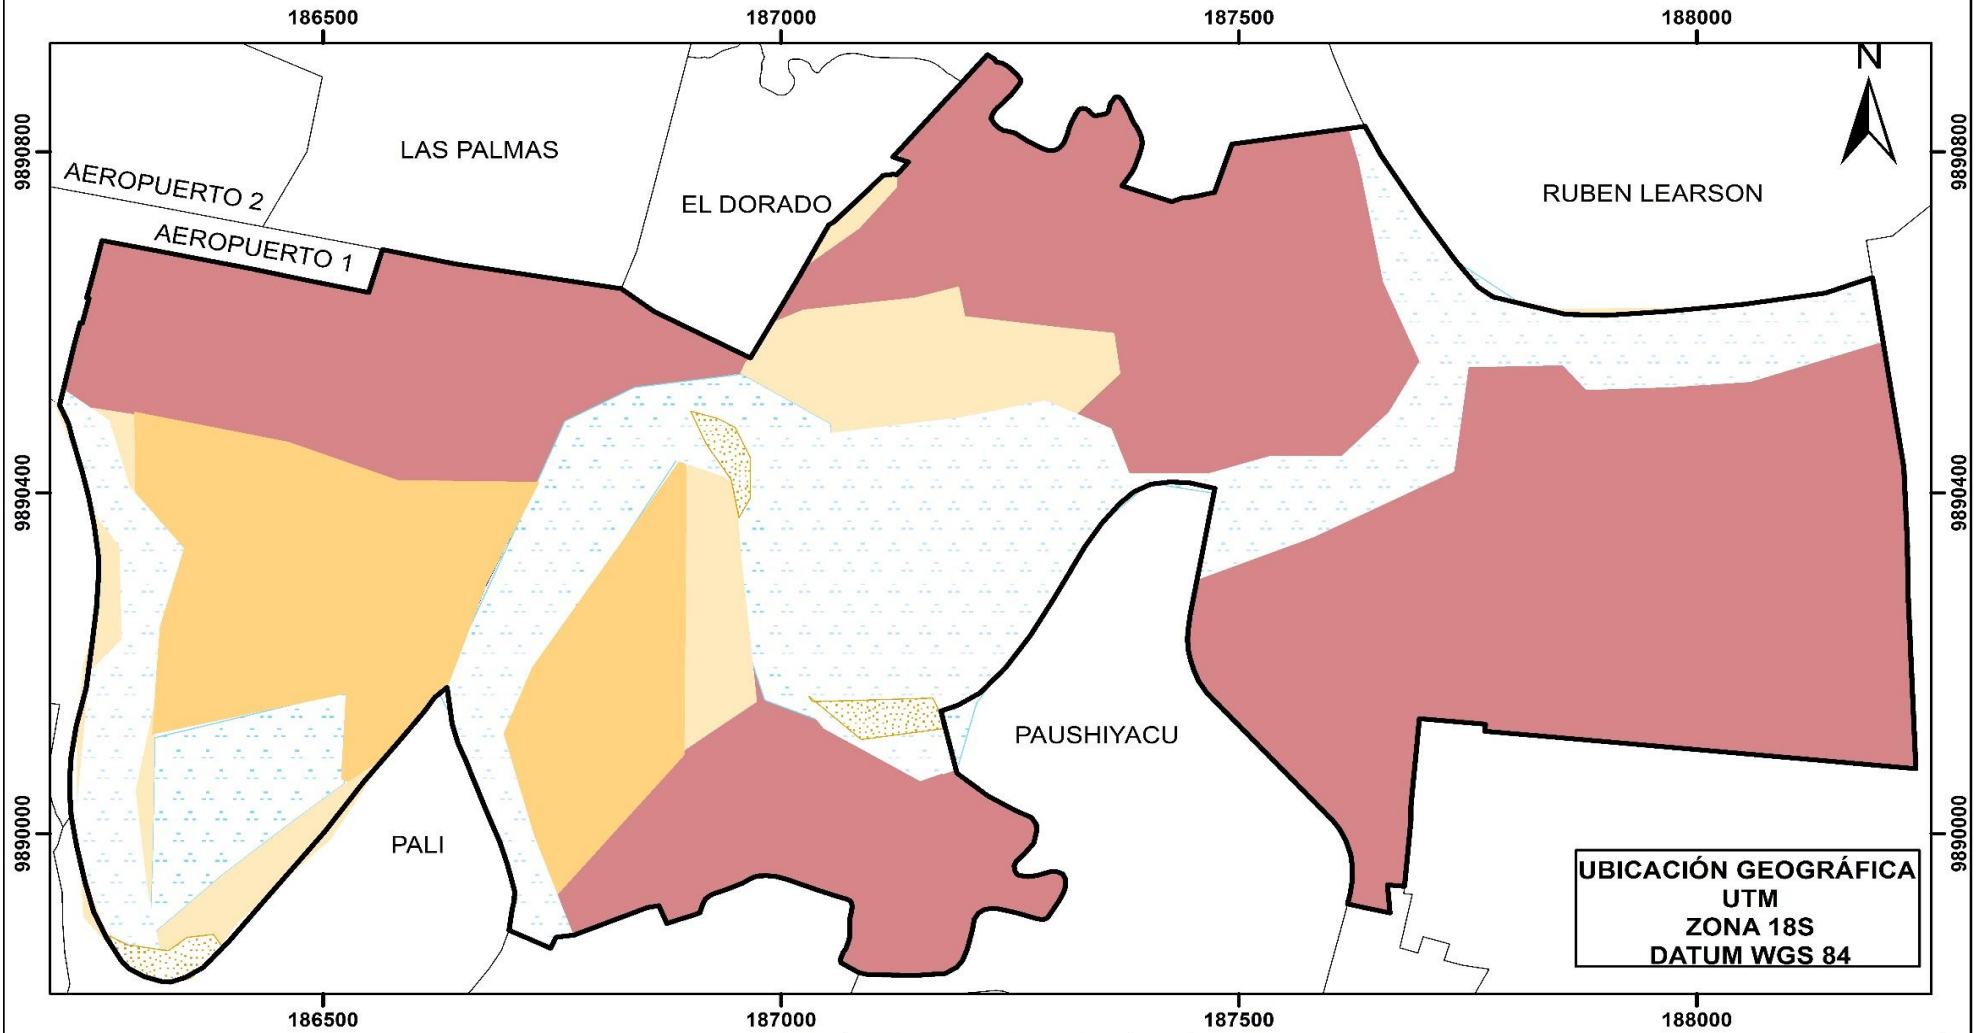 186500 187000 187500 188000
N
9890800 9890800
LAS PALMAS
AEROPUERTO 2
EL DORADO
RUBEN LEARSON
AEROPUERTO 1
9890400 9890400
PAUSHIYACU
PALI
9890000 9890000
UBICACIÓN GEOGRÁFICA
UTM
ZONA 18S
DATUM WGS 84
186500 187000 187500 188000